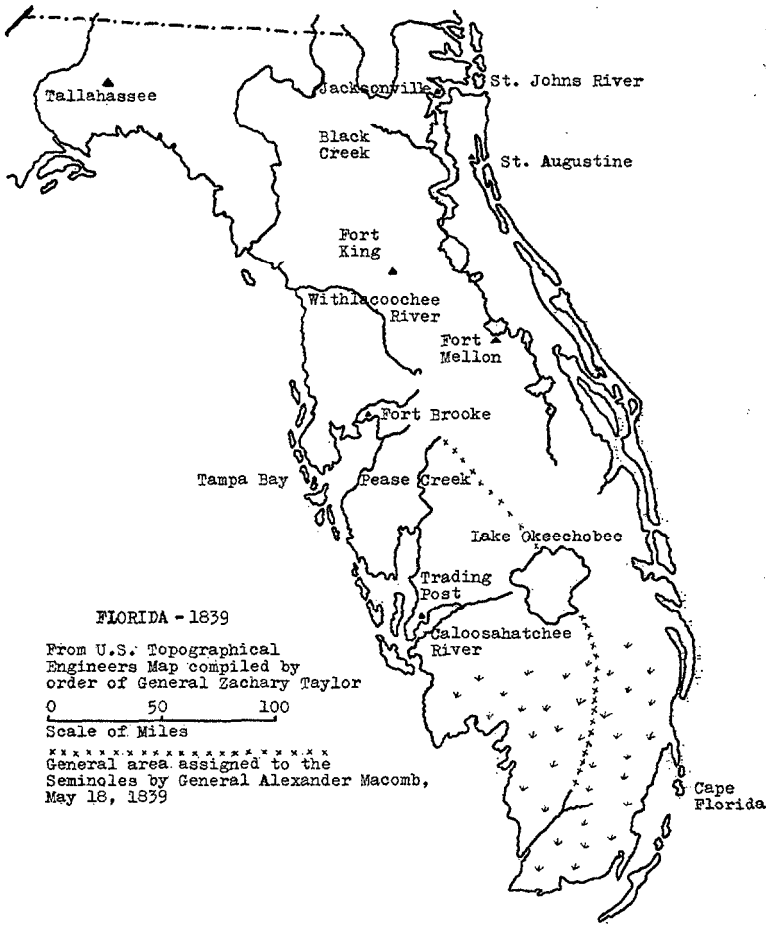 Tallahassee
Jacksonville
St. Johns River
Black
Creek
St. Augustine
Fort
King
Withlacoochee
River
Fort
Mellon
Fort Brooke
Tampa Bay
Pease Creek
Lake Okeechobee
Trading
Post
Caloosahatchee
River
FLORIDA - 1839
From U.S. Topographical
Engineers Map compiled by
order of General Zachary Taylor
0 50 100
Scale of Miles
xxxxxxxxxxxxxxxxxxxxxx
General area assigned to the
Seminoles by General Alexander Macomb,
May 18, 1839
Cape
Florida